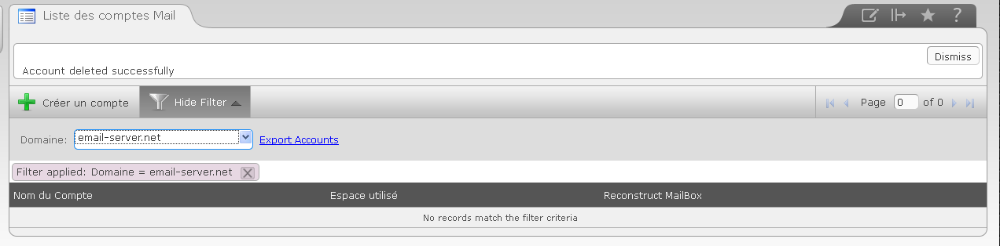 Liste des comptes Mail
?
Dismiss
Account deleted successfully
Créer un compte
Hide Filter
Page 0 of 0
Domaine: email-server.net Export Accounts
Filter applied: Domaine = email-server.net
Nom du Compte Espace utilisé Reconstruct MailBox
No records match the filter criteria